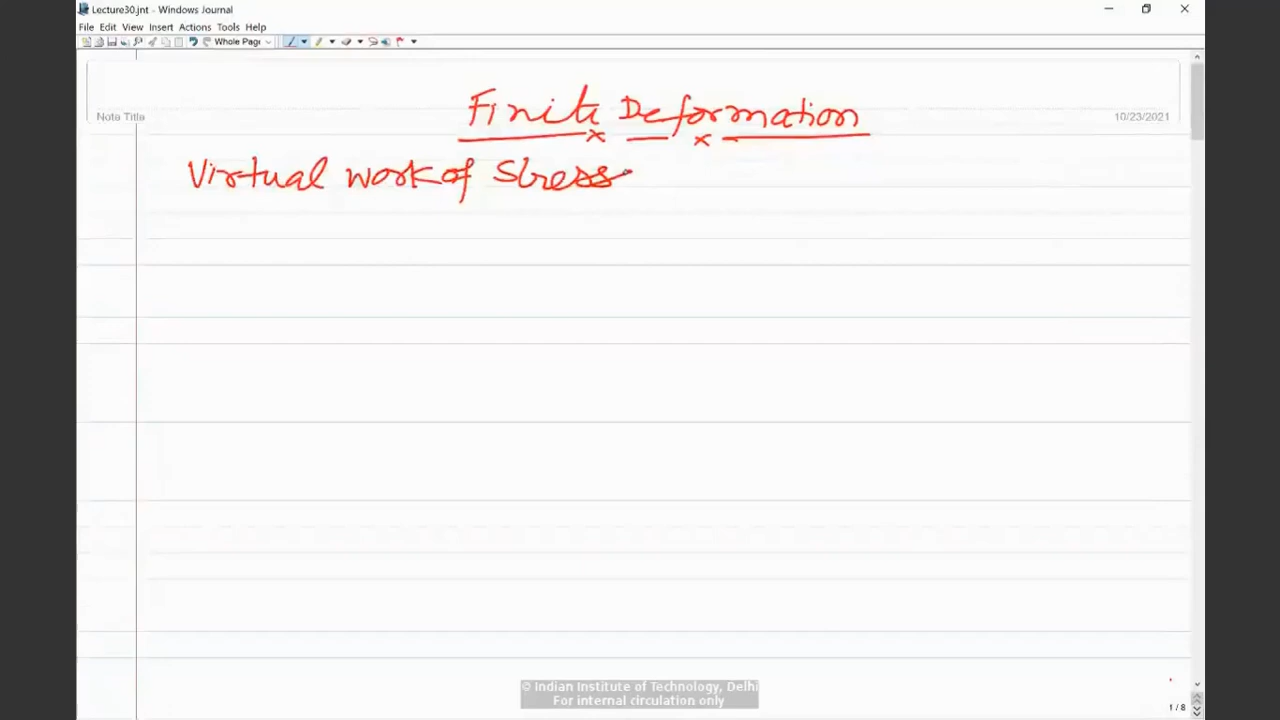 Lecture30.jnt - Windows Journal
File Edit View Insert Actions Tools Help
Whole Pag
Finite Deformation
Note Title
10/23/2021
Virtual work of Stress
© Indian Institute of Technology, Delhi
For internal circulation only
1 / 8